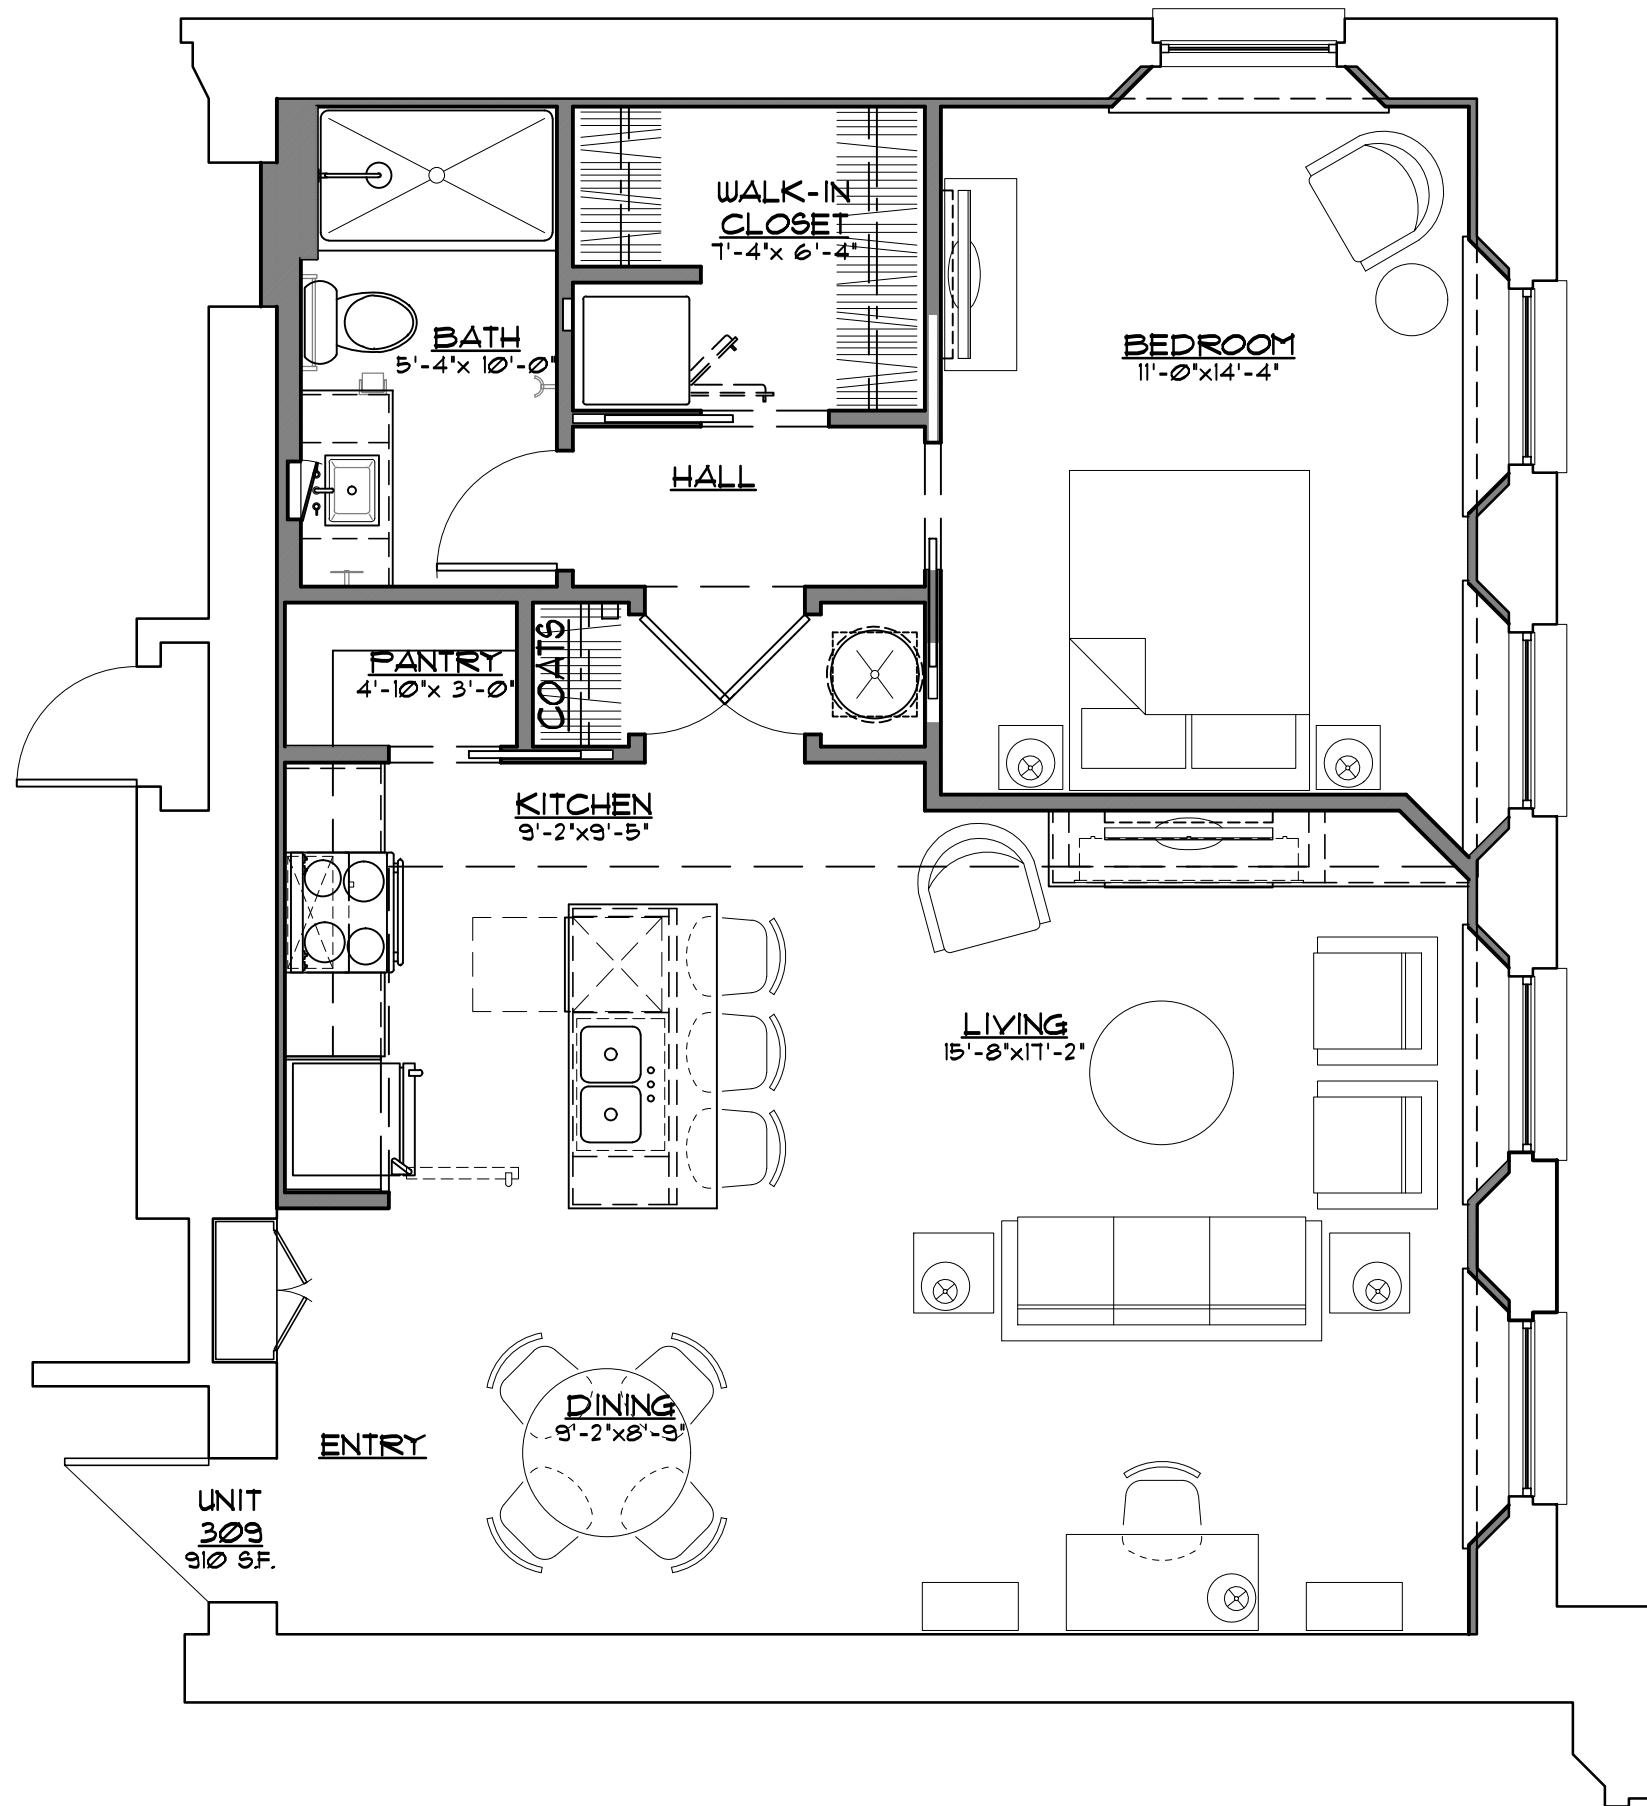 WALK-IN
CLOSET
7'-4"x 6'-4"
BATH
5'-4"x 10'-0"
BEDROOM
11'-0"x14'-4"
HALL
PANTRY
4'-10"x 3'-0"
COATS
KITCHEN
9'-2"x9'-5"
LIVING
15'-8"x17'-2"
DINING
9'-2"x8'-9"
ENTRY
UNIT
309
910 S.F.